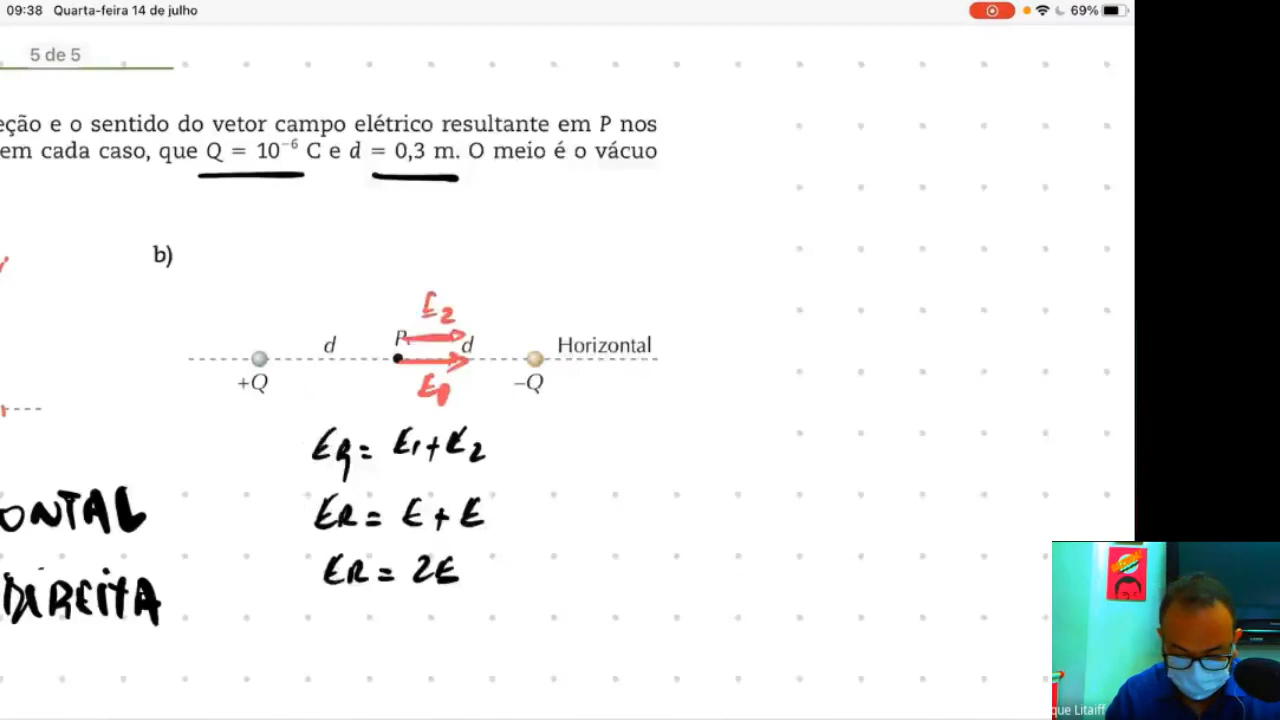 09:38 Quarta-feira 14 de julho
69%
5 de 5
eção e o sentido do vetor campo elétrico resultante em P nos
em cada caso, que Q = 10⁻⁶ C e d = 0,3 m. O meio é o vácuo
b)
E2
d P d Horizontal
+Q E1 –Q
ER = E1 + E2
ER = E + E
ONTAL
ER = 2E
DIREITA
que Litaiff